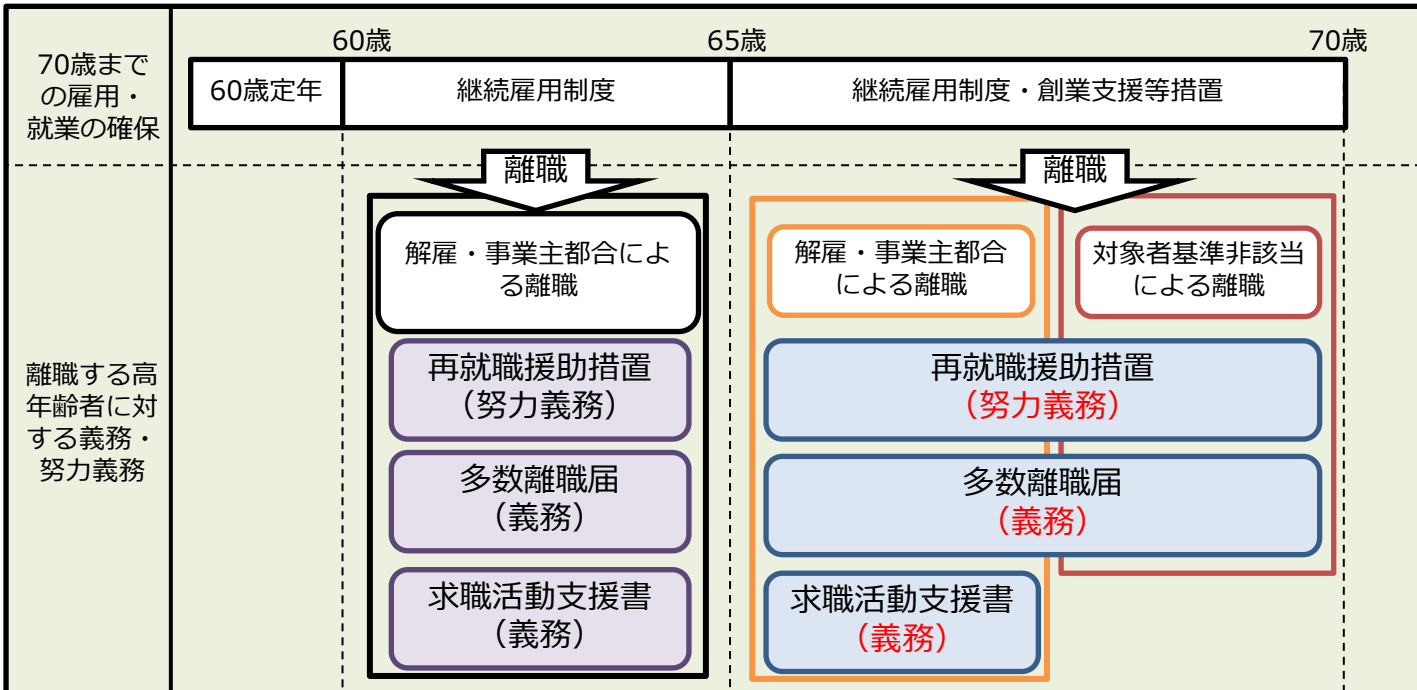 60歳
65歳
70歳
70歳まで
の雇用・
就業の確保
60歳定年
継続雇用制度
継続雇用制度・創業支援等措置
離職
離職
離職する高
年齢者に対
する義務・
努力義務
解雇・事業主都合によ
る離職
再就職援助措置
（努力義務）
多数離職届
（義務）
求職活動支援書
（義務）
解雇・事業主都合
による離職
対象者基準非該当
による離職
再就職援助措置
（努力義務）
多数離職届
（義務）
求職活動支援書
（義務）